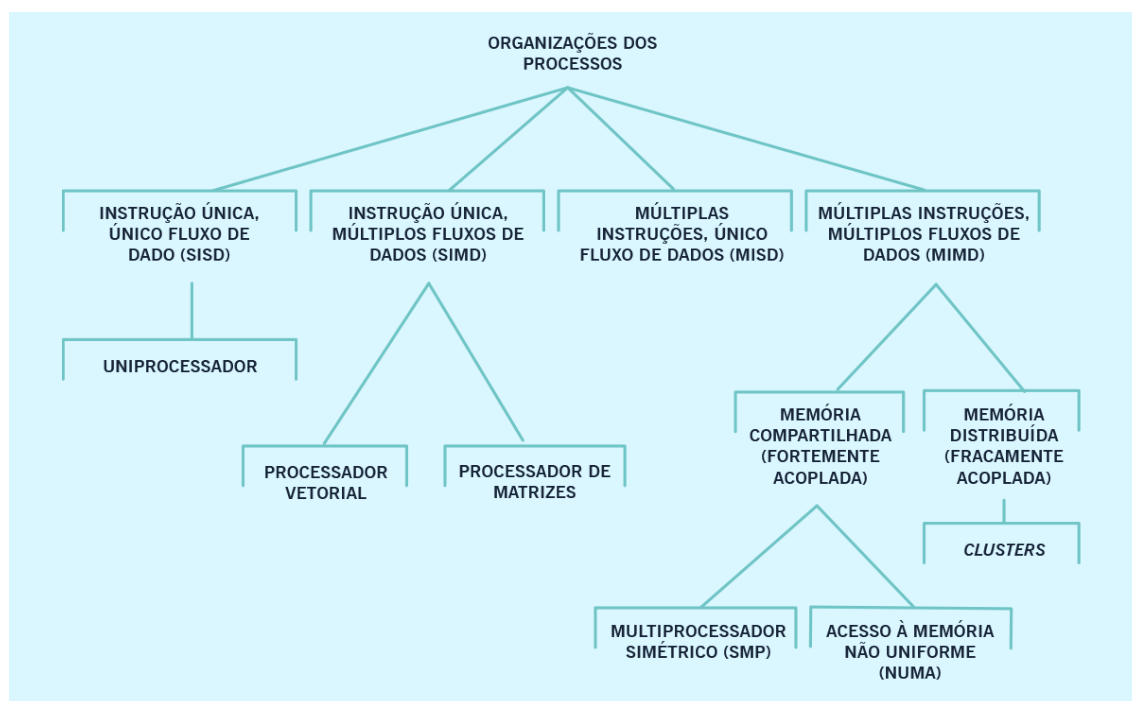 ORGANIZAÇÕES DOS
PROCESSOS
INSTRUÇÃO ÚNICA,
ÚNICO FLUXO DE
DADO (SISD)
INSTRUÇÃO ÚNICA,
MÚLTIPLOS FLUXOS DE
DADOS (SIMD)
MÚLTIPLAS
INSTRUÇÕES, ÚNICO
FLUXO DE DADOS (MISD)
MÚLTIPLAS INSTRUÇÕES,
MÚLTIPLOS FLUXOS DE
DADOS (MIMD)
UNIPROCESSADOR
PROCESSADOR
VETORIAL
PROCESSADOR DE
MATRIZES
MEMÓRIA
COMPARTILHADA
(FORTEMENTE
ACOPLADA)
MEMÓRIA
DISTRIBUÍDA
(FRACAMENTE
ACOPLADA)
CLUSTERS
MULTIPROCESSADOR
SIMÉTRICO (SMP)
ACESSO À MEMÓRIA
NÃO UNIFORME
(NUMA)